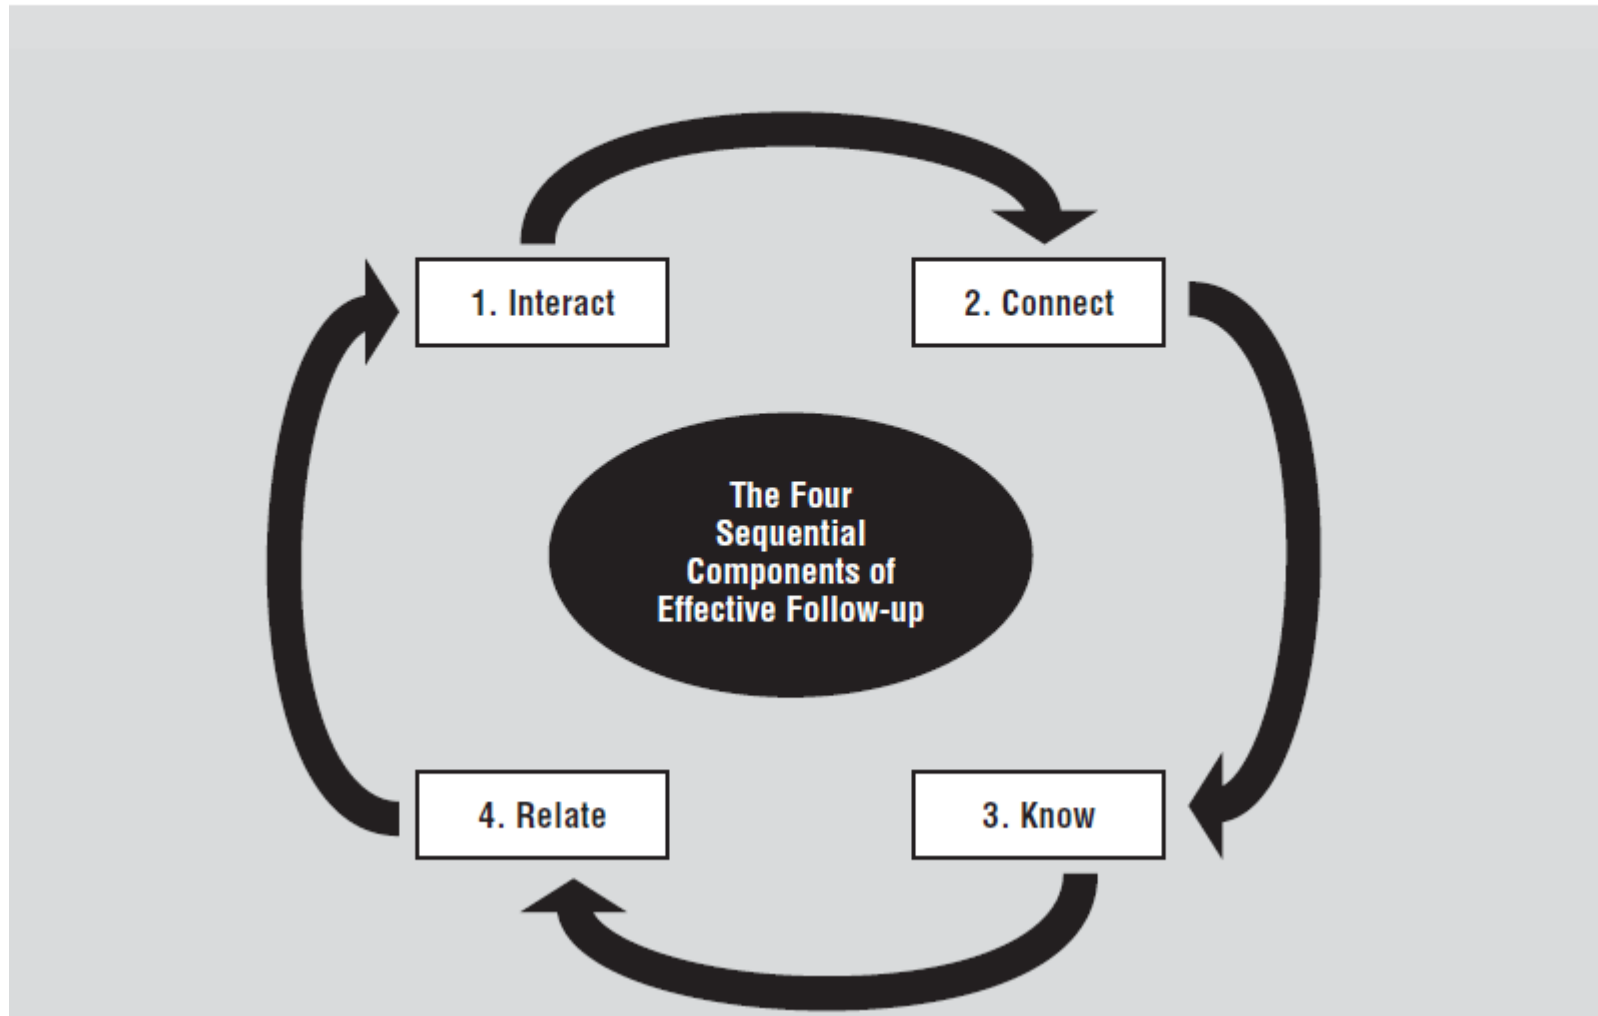 1. Interact
2. Connect
The Four
Sequential
Components of
Effective Follow-up
4. Relate
3. Know